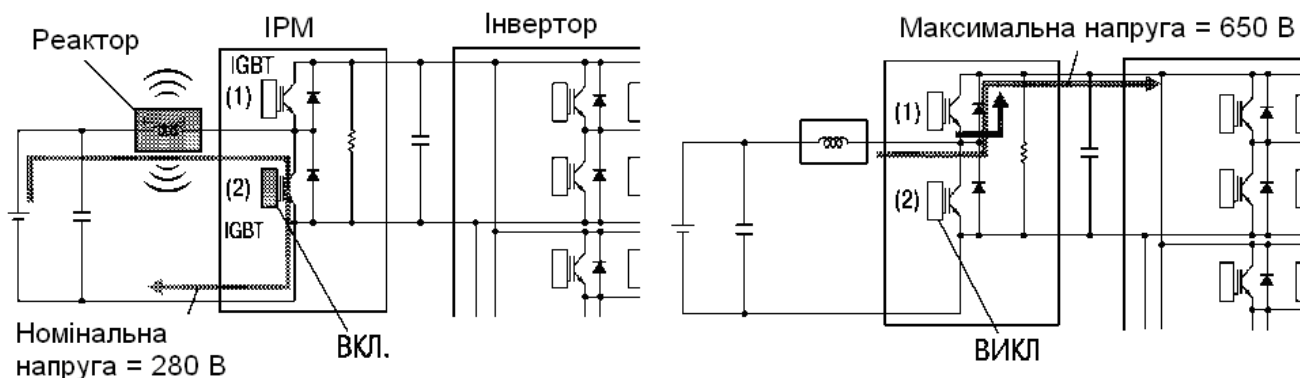 Реактор
IPM
Інвертор
IGBT
(1)
(2)
IGBT
Номінальна
напруга = 280 В
ВКЛ.
Максимальна напруга = 650 В
(1)
(2)
ВИКЛ